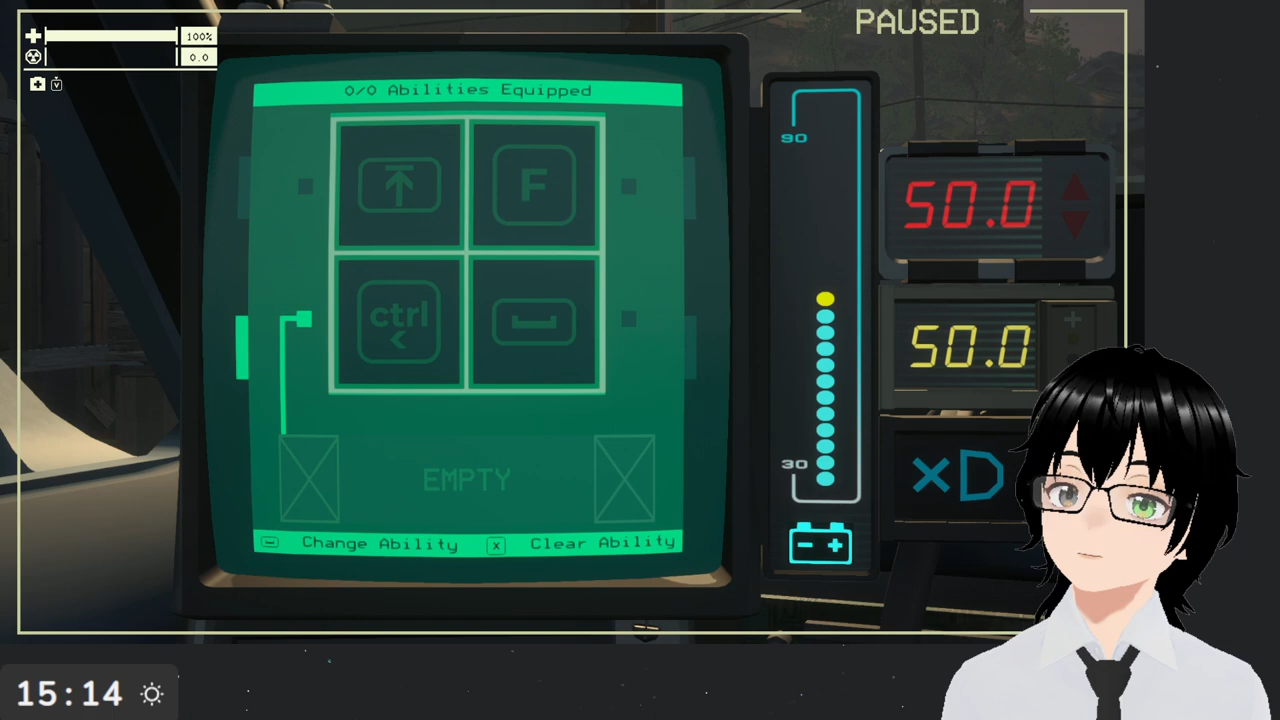 PAUSED
100%
0.0
V
0/0 Abilities Equipped
F
ctrl
EMPTY
Change Ability
x
Clear Ability
90
30
- +
50.0
50.0
+
XD
15:14